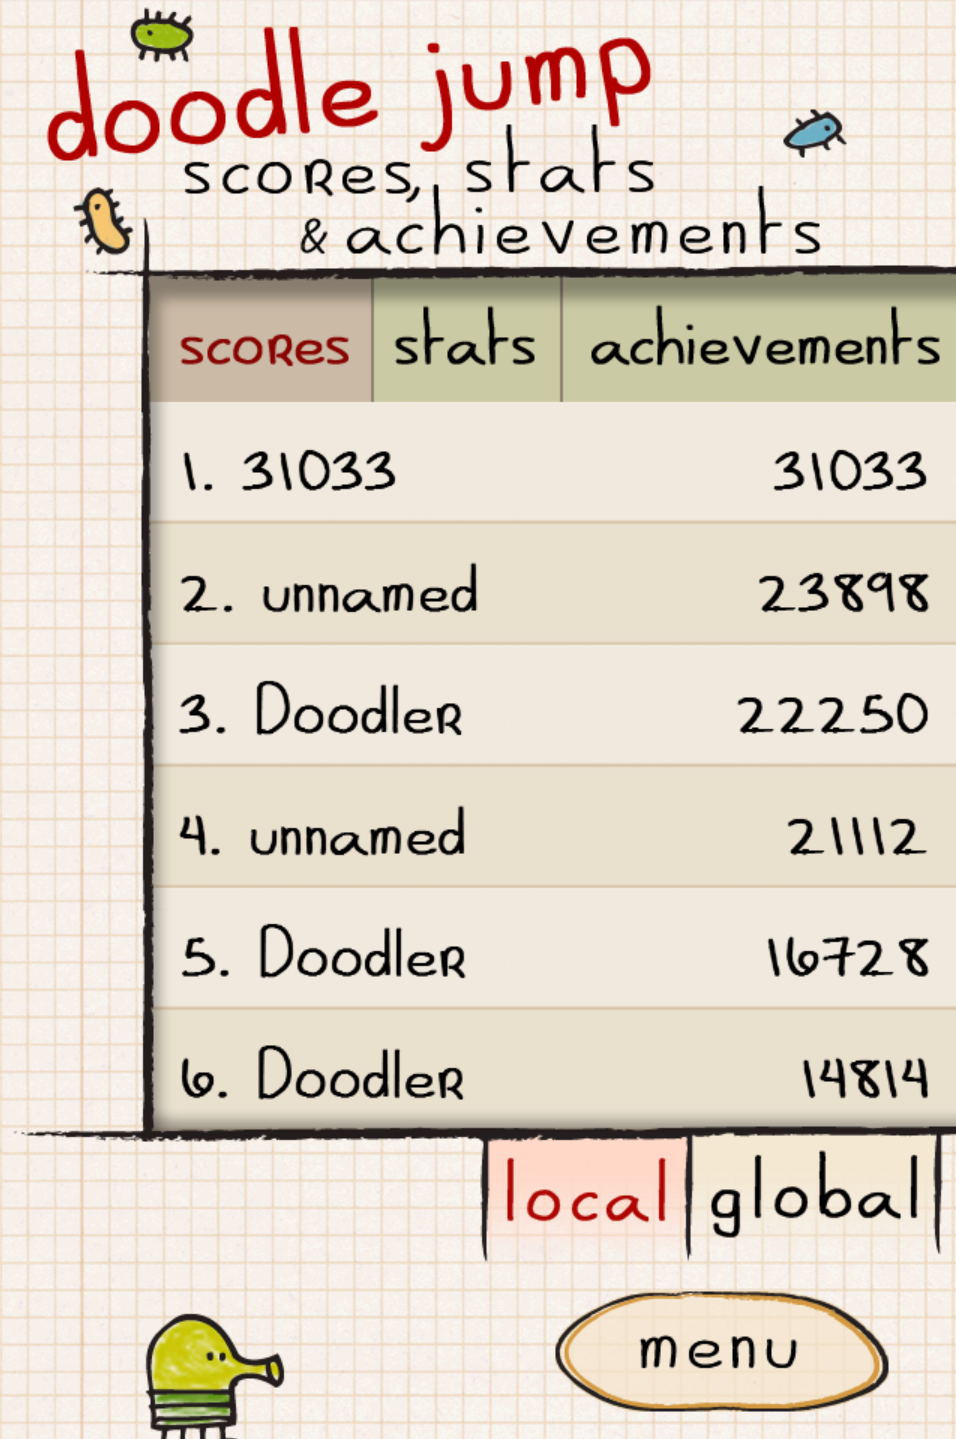 doodle jump
scores, stats
& achievements
scores stats achievements
1. 31033 31033
2. unnamed 23898
3. Doodler 22250
4. unnamed 21112
5. Doodler 16728
6. Doodler 14814
local global
menu